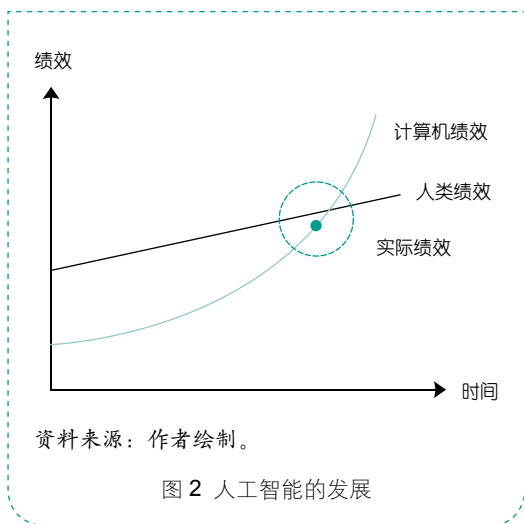 绩效
计算机绩效
人类绩效
实际绩效
时间
资料来源：作者绘制。
图 2 人工智能的发展